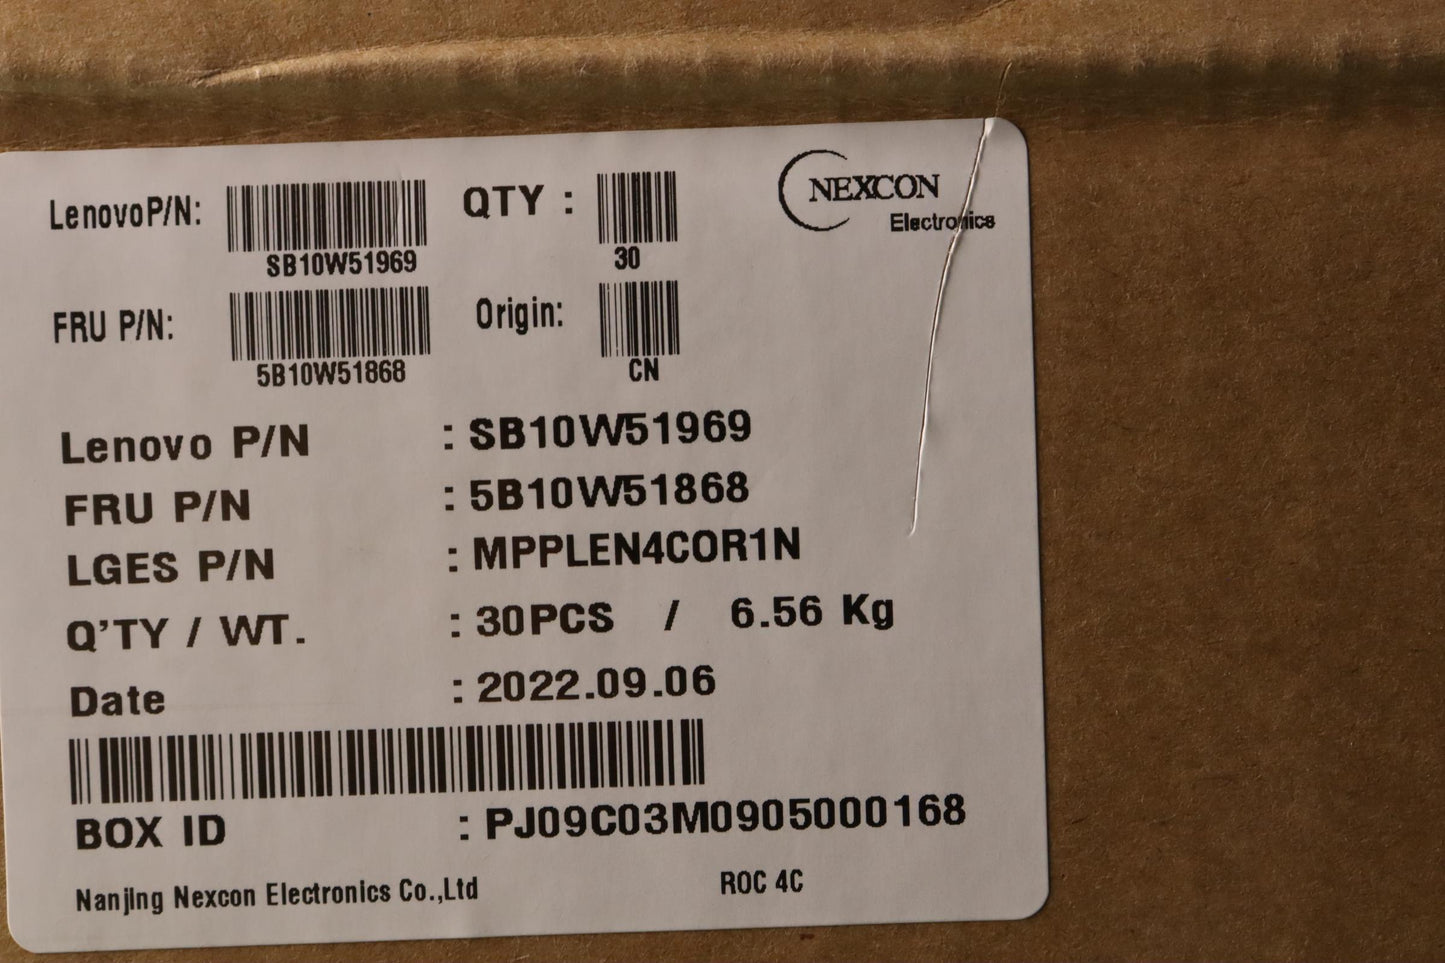 LenovoP/N: SB10W51969 QTY : 30
NEXCON
Electronics
FRU P/N: 5B10W51868 Origin: CN
Lenovo P/N : SB10W51969
FRU P/N : 5B10W51868
LGES P/N : MPPLEN4COR1N
Q'TY / WT. : 30PCS / 6.56 Kg
Date : 2022.09.06
BOX ID : PJ09C03M0905000168
Nanjing Nexcon Electronics Co.,Ltd ROC 4C